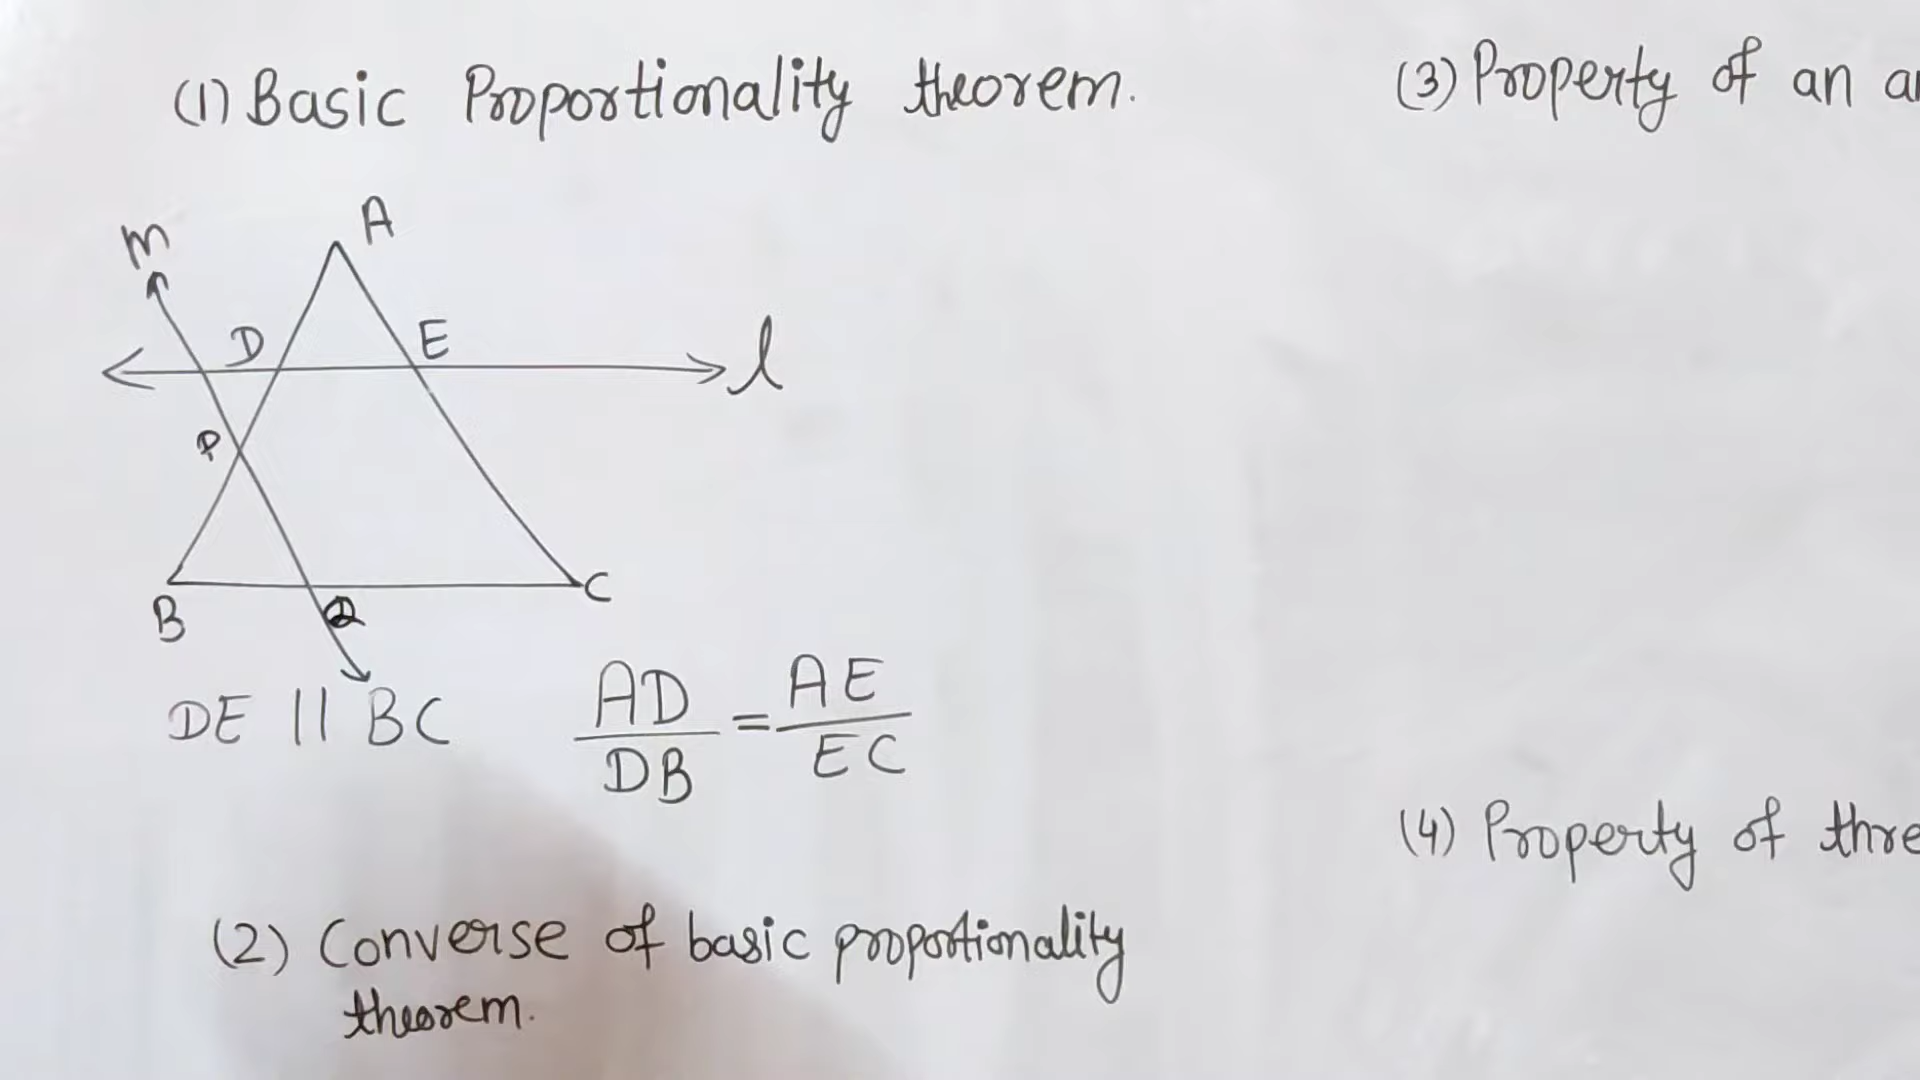 (1) Basic Proportionality theorem.
A
m
D
E
l
P
B
Q
C
DE || BC
AD/DB = AE/EC
(2) Converse of basic proportionality
theorem.
(3) Property of an
(4) Property of